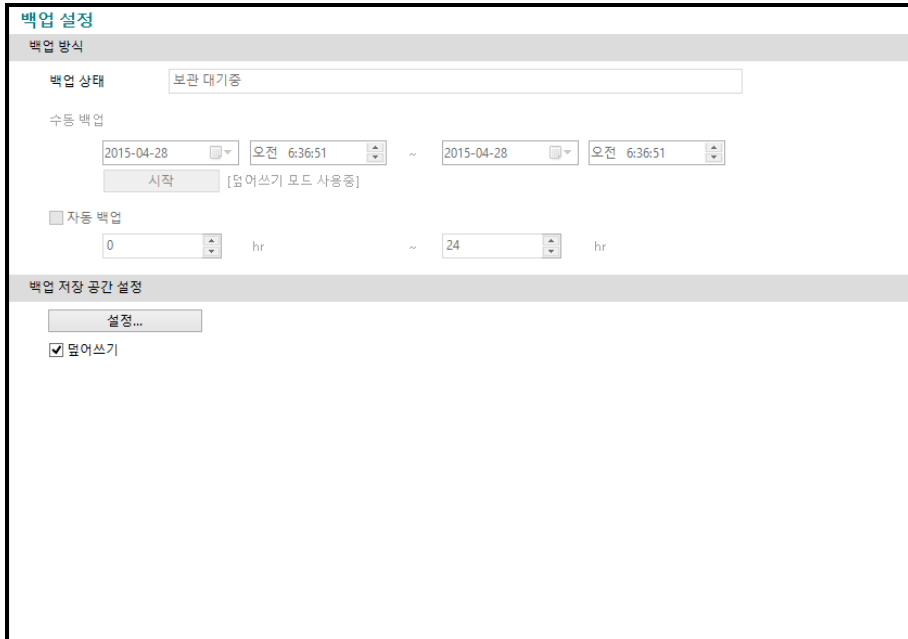 백업 설정
백업 방식
백업 상태 보관 대기중
수동 백업
2015-04-28 오전 6:36:51 ~ 2015-04-28 오전 6:36:51
시작 [덮어쓰기 모드 사용중]
자동 백업
0 hr ~ 24 hr
백업 저장 공간 설정
설정...
덮어쓰기